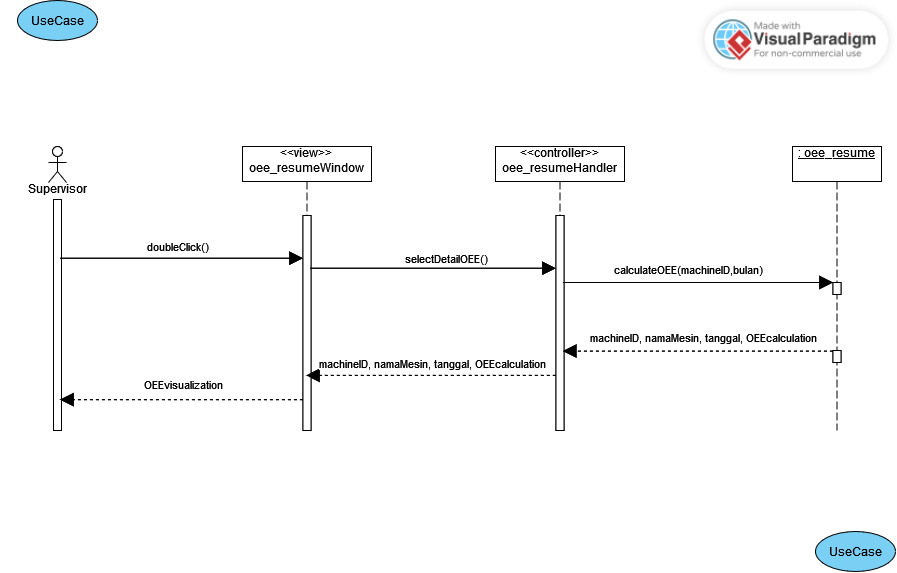 UseCase
Made with
Visual Paradigm
For non-commercial use
Supervisor
<<view>>
oee_resumeWindow
<<controller>>
oee_resumeHandler
: oee_resume
doubleClick()
selectDetailOEE()
calculateOEE(machineID,bulan)
machineID, namaMesin, tanggal, OEEcalculation
machineID, namaMesin, tanggal, OEEcalculation
OEEvisualization
UseCase